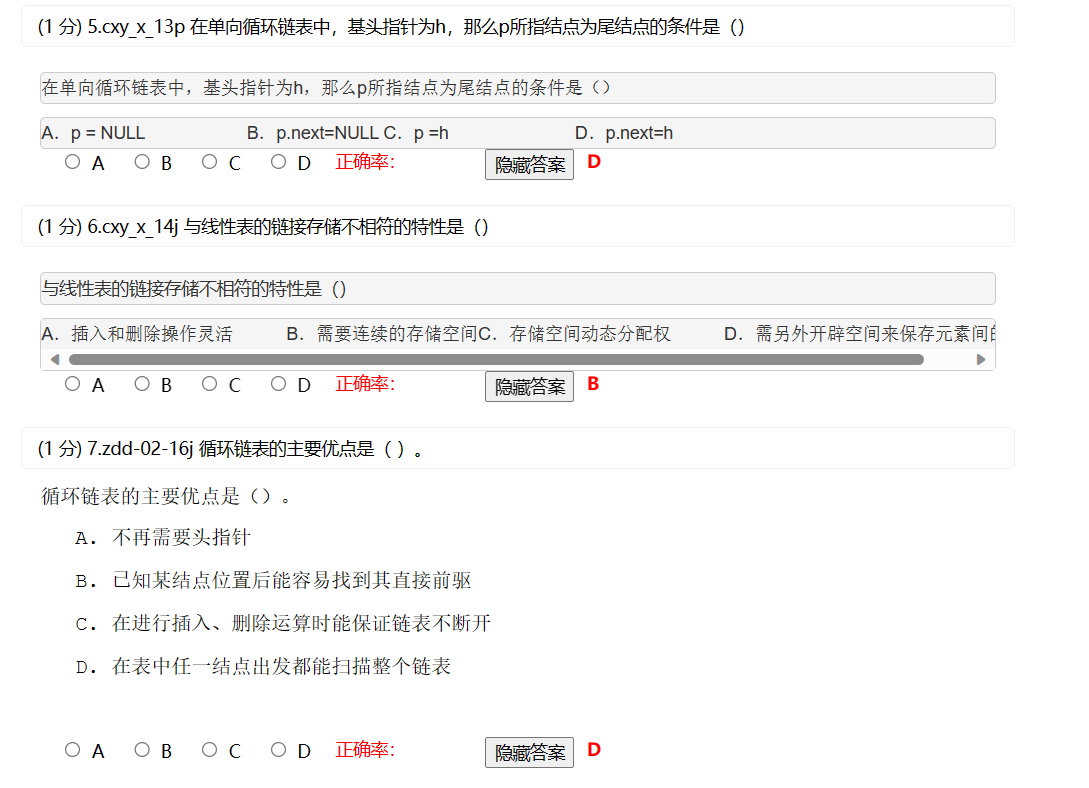 (1 分) 5.cxy_x_13p 在单向循环链表中，基头指针为h，那么p所指结点为尾结点的条件是（）
在单向循环链表中，基头指针为h，那么p所指结点为尾结点的条件是（）
A．p = NULL B．p.next=NULL C．p =h D．p.next=h
A B C D 正确率: 隐藏答案 D
(1 分) 6.cxy_x_14j 与线性表的链接存储不相符的特性是（）
与线性表的链接存储不相符的特性是（）
A．插入和删除操作灵活 B．需要连续的存储空间C．存储空间动态分配权 D．需另外开辟空间来保存元素间
A B C D 正确率: 隐藏答案 B
(1 分) 7.zdd-02-16j 循环链表的主要优点是（ ）。
循环链表的主要优点是（）。
A. 不再需要头指针
B. 已知某结点位置后能容易找到其直接前驱
C. 在进行插入、删除运算时能保证链表不断开
D. 在表中任一结点出发都能扫描整个链表
A B C D 正确率: 隐藏答案 D